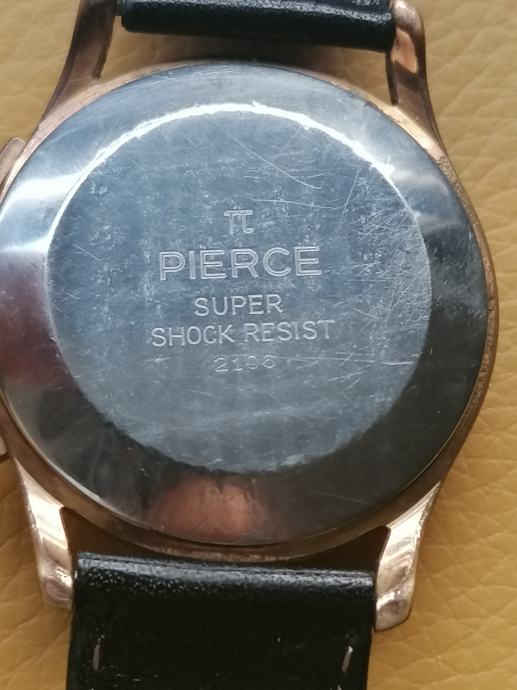 π
PIERCE
SUPER
SHOCK RESIST
2106